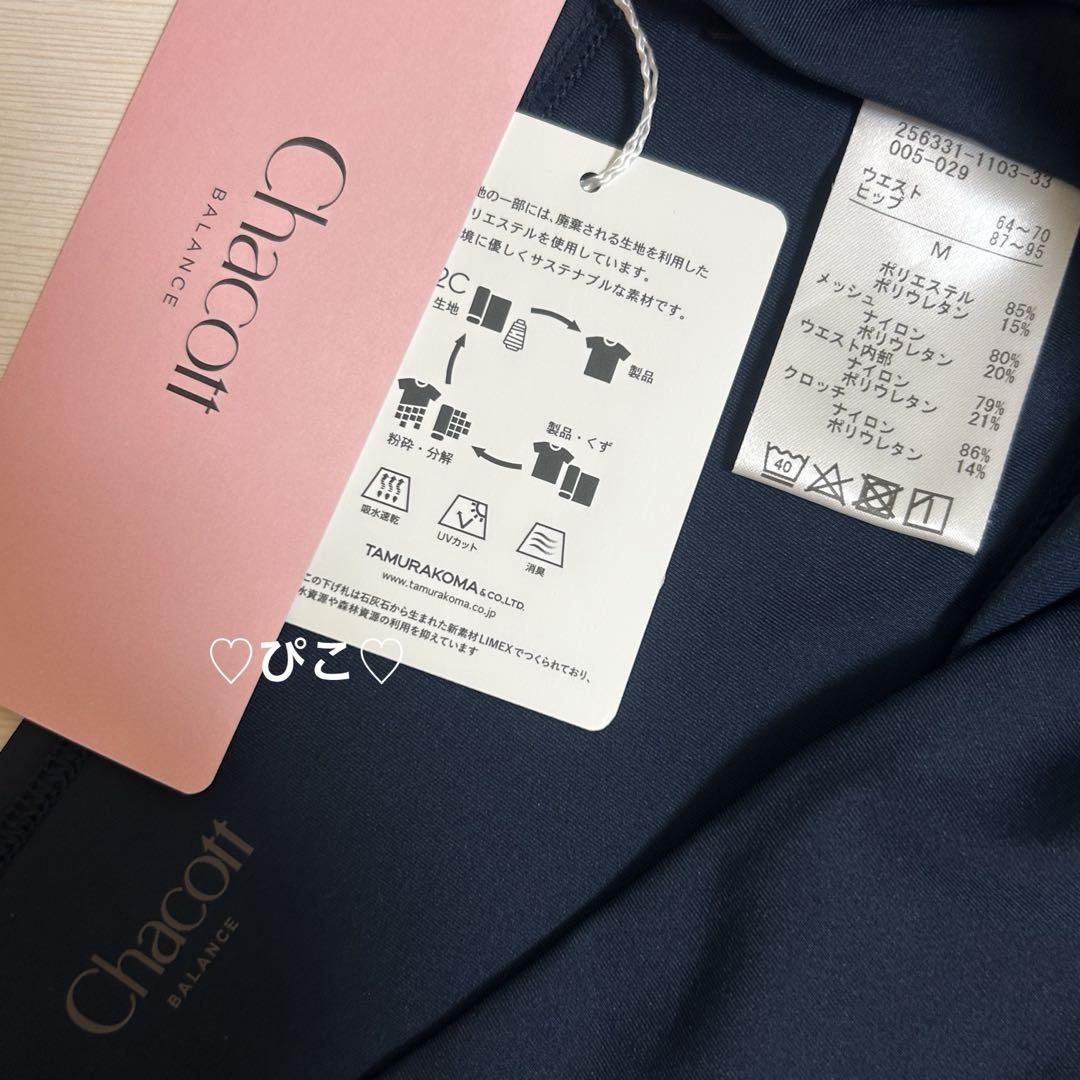 Chacott
BALANCE
地の一部には、廃棄される生地を利用した
リエステルを使用しています。
境に優しくサステナブルな素材です。
2C
生地
製品
製品・くず
粉砕・分解
吸水速乾
UVカット
消臭
TAMURAKOMA & CO.,LTD.
www.tamurakoma.co.jp
この下げ札は石灰石から生まれた新素材LIMEXでつくられており、
水資源や森林資源の利用を抑えています
256331-1103-33
005-029
ウエスト 64～70
ヒップ 87～95
M
ポリエステル 85%
ポリウレタン 15%
メッシュ
ナイロン 80%
ポリウレタン 20%
ウエスト内部
ナイロン 79%
ポリウレタン 21%
クロッチ
ナイロン 86%
ポリウレタン 14%
40
♡ぴこ♡
Chacott
BALANCE